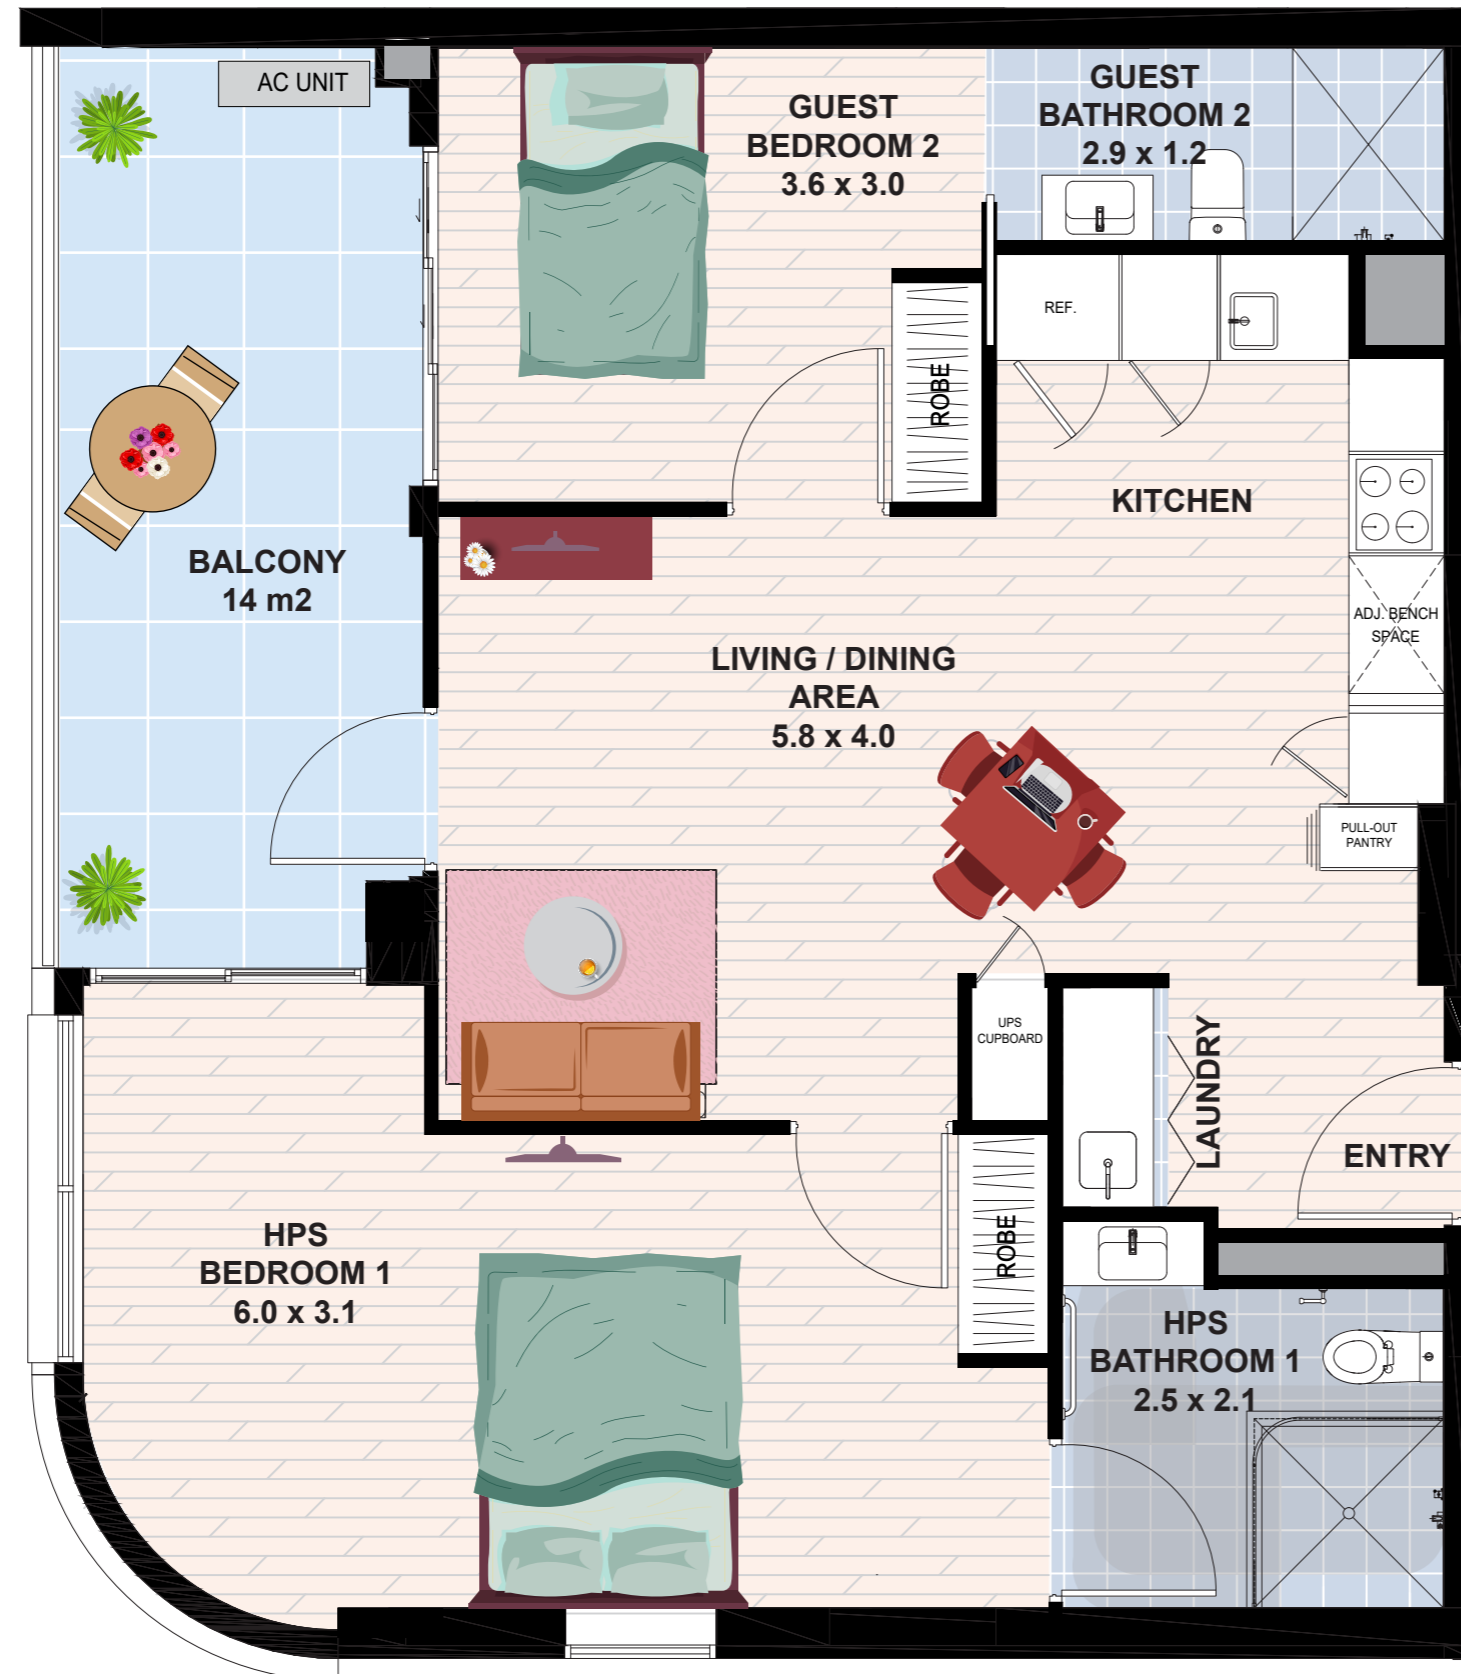 AC UNIT
GUEST
BEDROOM 2
3.6 x 3.0
GUEST
BATHROOM 2
2.9 x 1.2
REF.
ROBE
KITCHEN
BALCONY
14 m2
ADJ. BENCH
SPACE
LIVING / DINING
AREA
5.8 x 4.0
PULL-OUT
PANTRY
UPS
CUPBOARD
LAUNDRY
ENTRY
HPS
BEDROOM 1
6.0 x 3.1
ROBE
HPS
BATHROOM 1
2.5 x 2.1